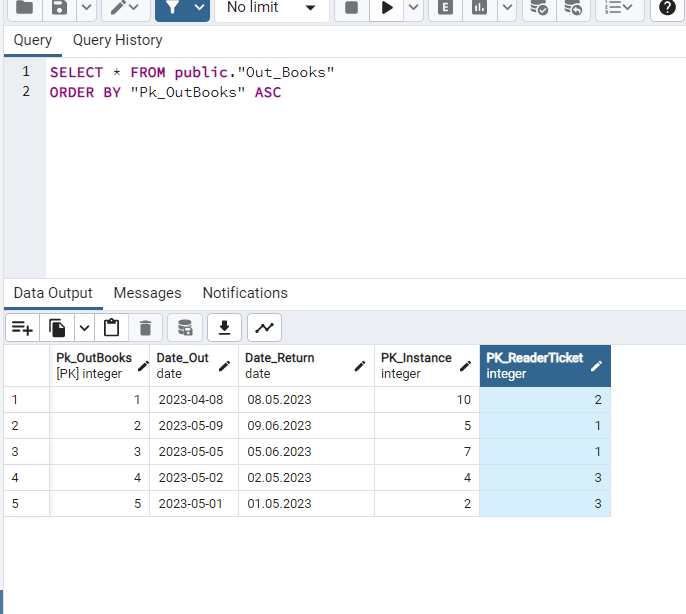 No limit
E
Query Query History
1 SELECT * FROM public."Out_Books"
2 ORDER BY "Pk_OutBooks" ASC
Data Output Messages Notifications
Pk_OutBooks Date_Out Date_Return PK_Instance PK_ReaderTicket
[PK] integer date date integer integer
1 1 2023-04-08 08.05.2023 10 2
2 2 2023-05-09 09.06.2023 5 1
3 3 2023-05-05 05.06.2023 7 1
4 4 2023-05-02 02.05.2023 4 3
5 5 2023-05-01 01.05.2023 2 3